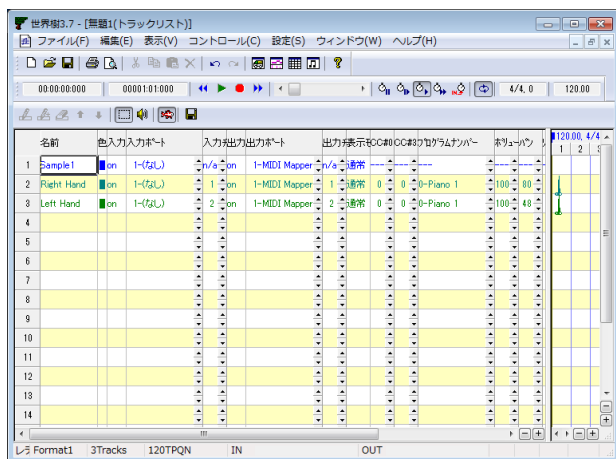 世界樹3.7 - [無題1(トラックリスト)]
ファイル(F) 編集(E) 表示(V) コントロール(C) 設定(S) ウィンドウ(W) ヘルプ(H)
00:00:00:000 00001:01:000 4/4, 0 120.00
名前 色 入力 入力ポート 入力 出力 出力ポート 出力 表示 CC#0 CC#3 プログラムナンバー ボリューム パン 120.00, 4/4
1 2
1 Sample1 on 1-(なし) n/a on 1-MIDI Mapper n/a 通常 --- --- --- --- ---
2 Right Hand on 1-(なし) 1 on 1-MIDI Mapper 1 通常 0 0 0-Piano 1 100 80
3 Left Hand on 1-(なし) 2 on 1-MIDI Mapper 2 通常 0 0 0-Piano 1 100 48
4
5
6
7
8
9
10
11
12
13
14
Format1 3Tracks 120TPQN IN OUT